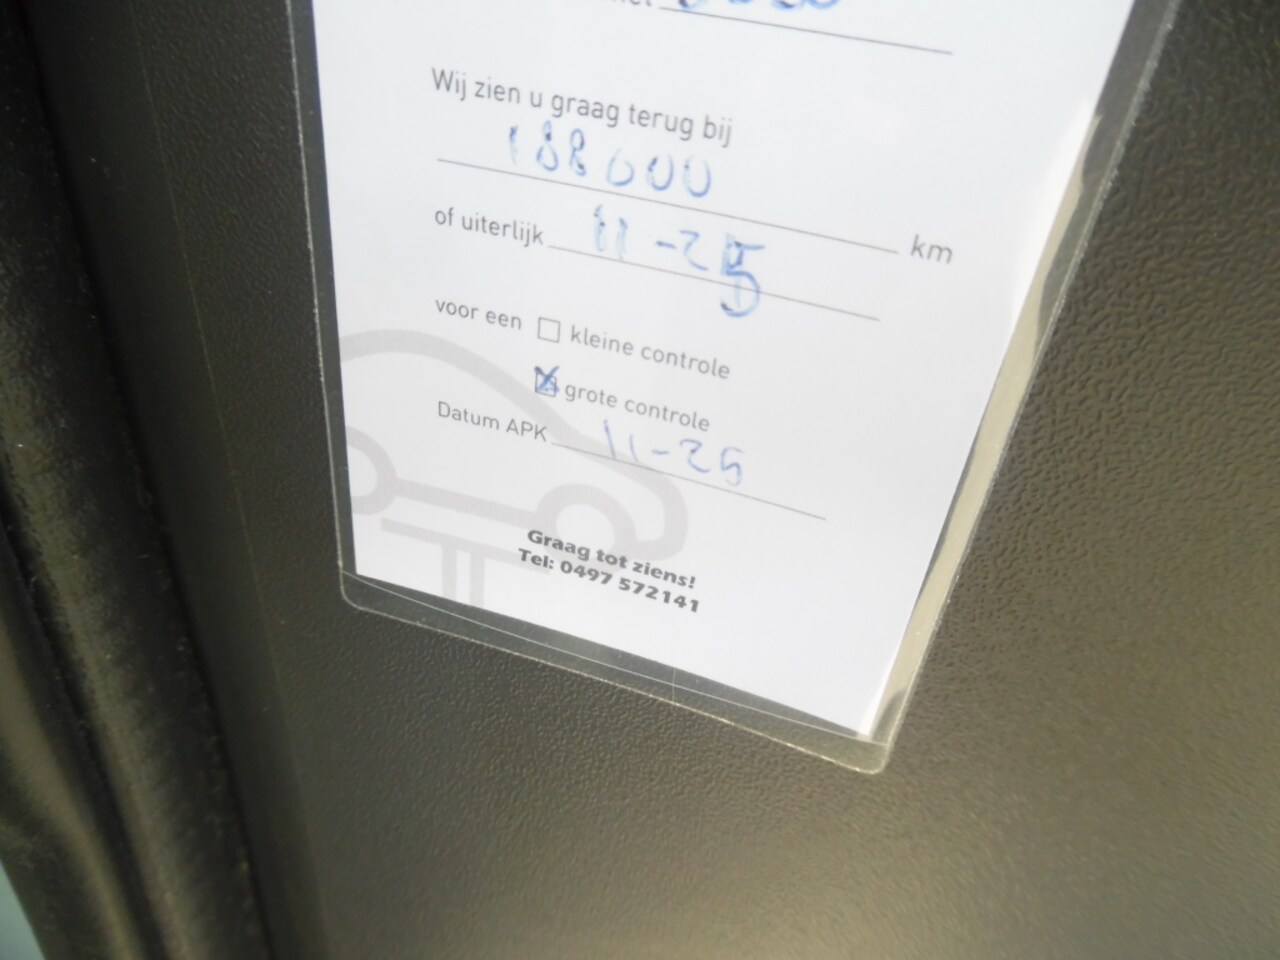 Wij zien u graag terug bij
188000 km
of uiterlijk 11-25
voor een kleine controle
grote controle
Datum APK 11-25
Graag tot ziens!
Tel: 0497 572141